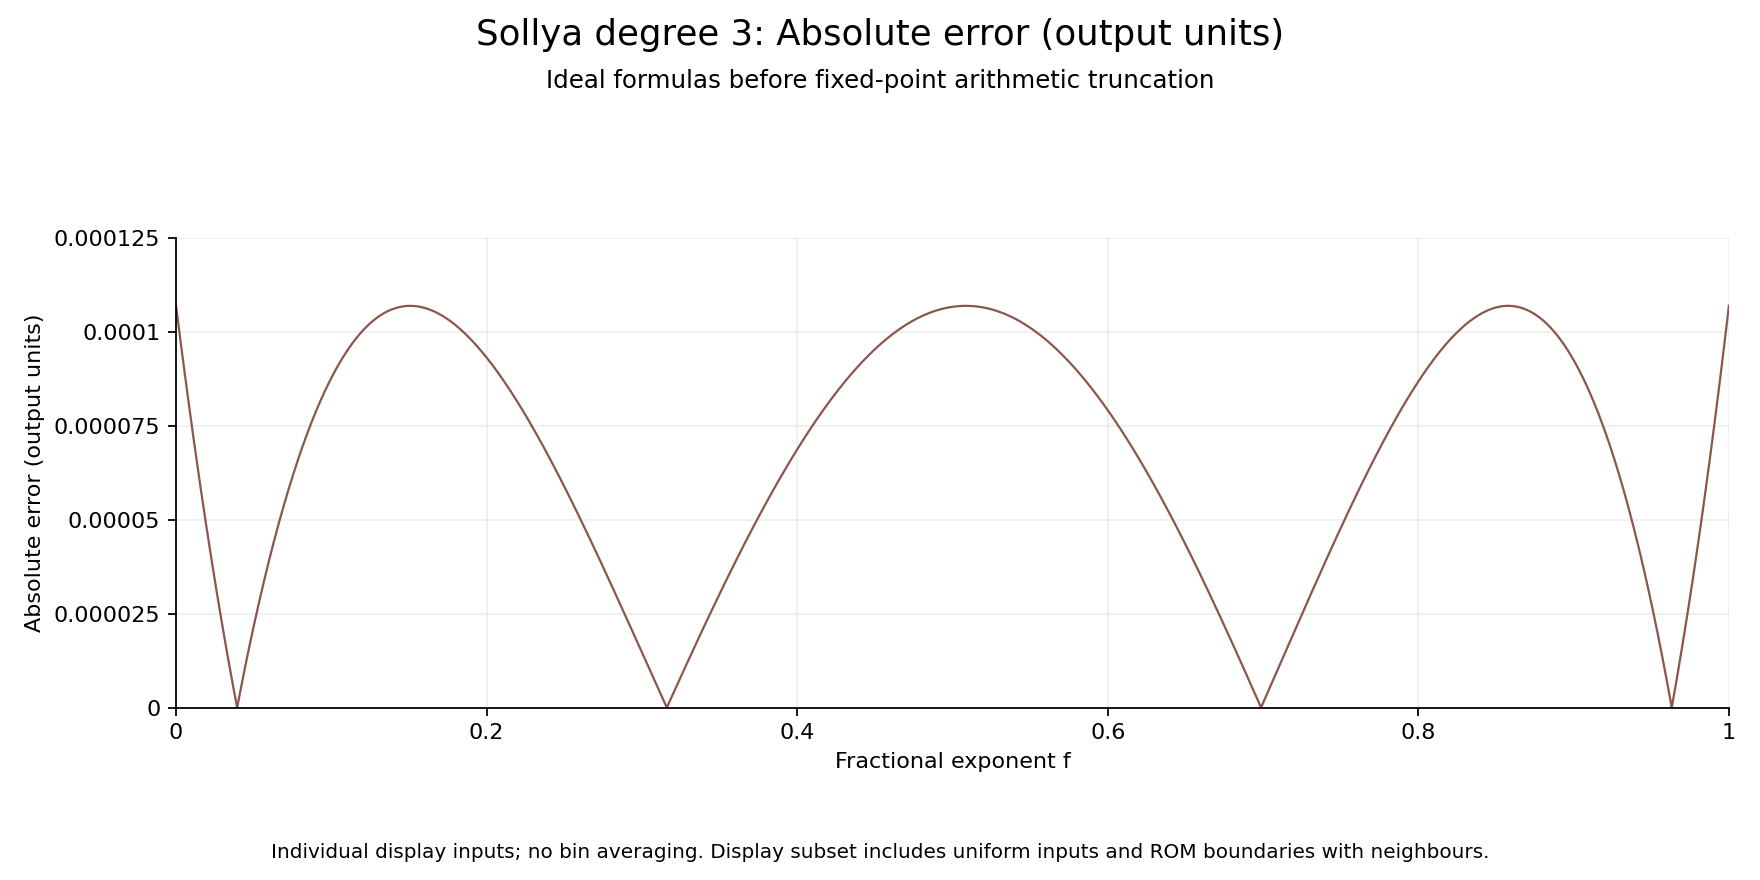 Sollya degree 3: Absolute error (output units)
Ideal formulas before fixed-point arithmetic truncation
Absolute error (output units)
0.000125
0.0001
0.000075
0.00005
0.000025
0
0 0.2 0.4 0.6 0.8 1
Fractional exponent f
Individual display inputs; no bin averaging. Display subset includes uniform inputs and ROM boundaries with neighbours.